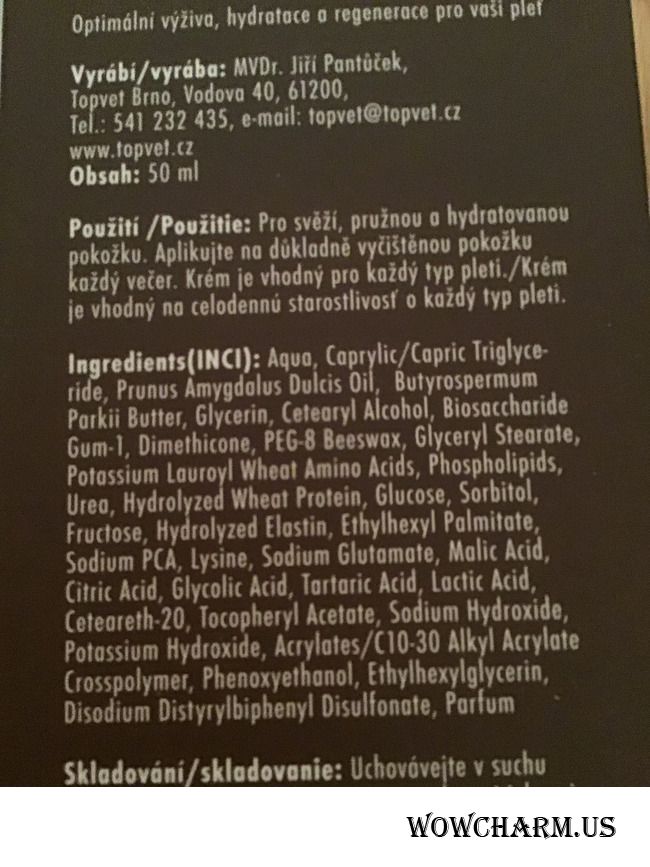 Optimální výživa, hydratace a regenerace pro vaši pleť
Vyrábí/vyrába: MVDr. Jiří Pantůček,
Topvet Brno, Vodova 40, 61200,
Tel.: 541 232 435, e-mail: topvet@topvet.cz
www.topvet.cz
Obsah: 50 ml
Použití /Použitie: Pro svěží, pružnou a hydratovanou
pokožku. Aplikujte na důkladně vyčištěnou pokožku
každý večer. Krém je vhodný pro každý typ pleti./Krém
je vhodný na celodennú starostlivosť o každý typ pleti.
Ingredients(INCI): Aqua, Caprylic/Capric Triglyce-
ride, Prunus Amygdalus Dulcis Oil, Butyrospermum
Parkii Butter, Glycerin, Cetearyl Alcohol, Biosaccharide
Gum-1, Dimethicone, PEG-8 Beeswax, Glyceryl Stearate,
Potassium Lauroyl Wheat Amino Acids, Phospholipids,
Urea, Hydrolyzed Wheat Protein, Glucose, Sorbitol,
Fructose, Hydrolyzed Elastin, Ethylhexyl Palmitate,
Sodium PCA, Lysine, Sodium Glutamate, Malic Acid,
Citric Acid, Glycolic Acid, Tartaric Acid, Lactic Acid,
Ceteareth-20, Tocopheryl Acetate, Sodium Hydroxide,
Potassium Hydroxide, Acrylates/C10-30 Alkyl Acrylate
Crosspolymer, Phenoxyethanol, Ethylhexylglycerin,
Disodium Distyrylbiphenyl Disulfonate, Parfum
Skladování/skladovanie: Uchovávejte v suchu
WOWCHARM.US